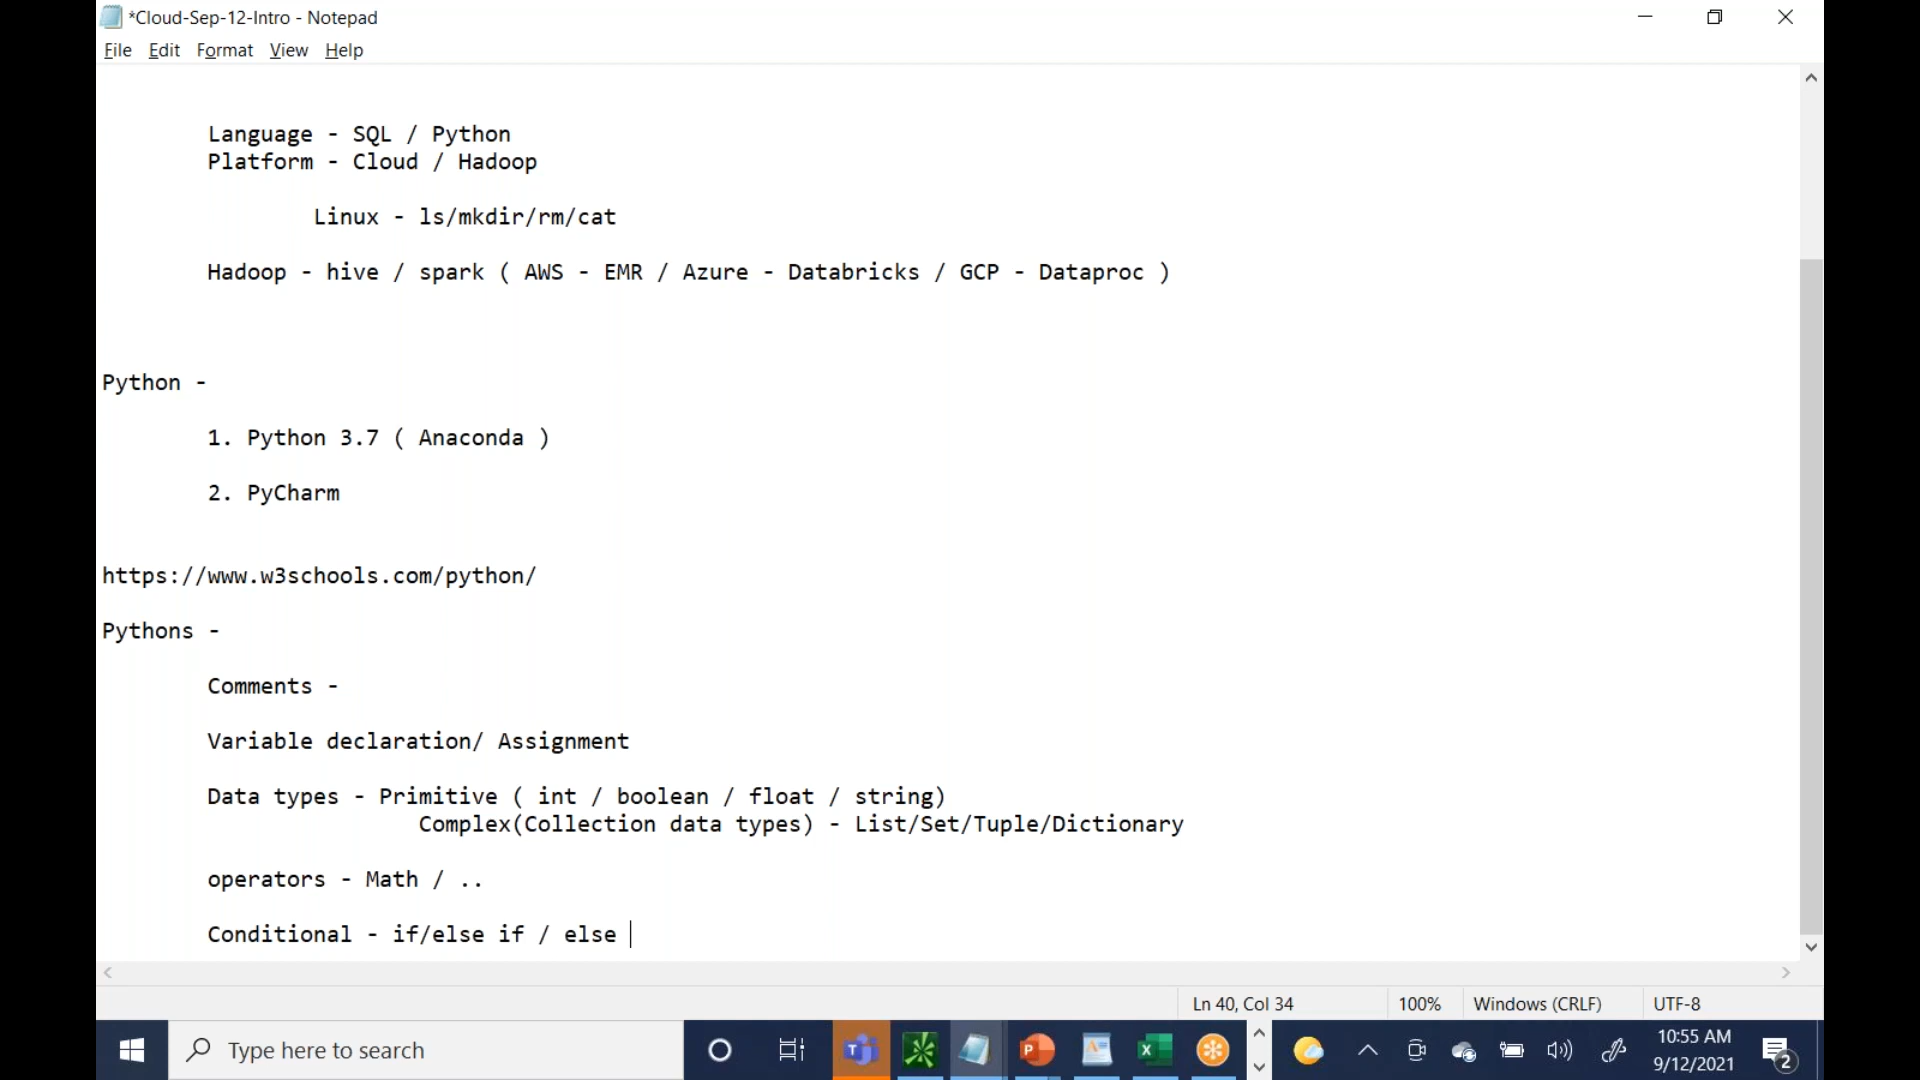 *Cloud-Sep-12-Intro - Notepad
File Edit Format View Help
Language - SQL / Python
Platform - Cloud / Hadoop
Linux - ls/mkdir/rm/cat
Hadoop - hive / spark ( AWS - EMR / Azure - Databricks / GCP - Dataproc )
Python -
1. Python 3.7 ( Anaconda )
2. PyCharm
https://www.w3schools.com/python/
Pythons -
Comments -
Variable declaration/ Assignment
Data types - Primitive ( int / boolean / float / string)
Complex(Collection data types) - List/Set/Tuple/Dictionary
operators - Math / ..
Conditional - if/else if / else
Ln 40, Col 34 100% Windows (CRLF) UTF-8
Type here to search
10:55 AM
9/12/2021
2